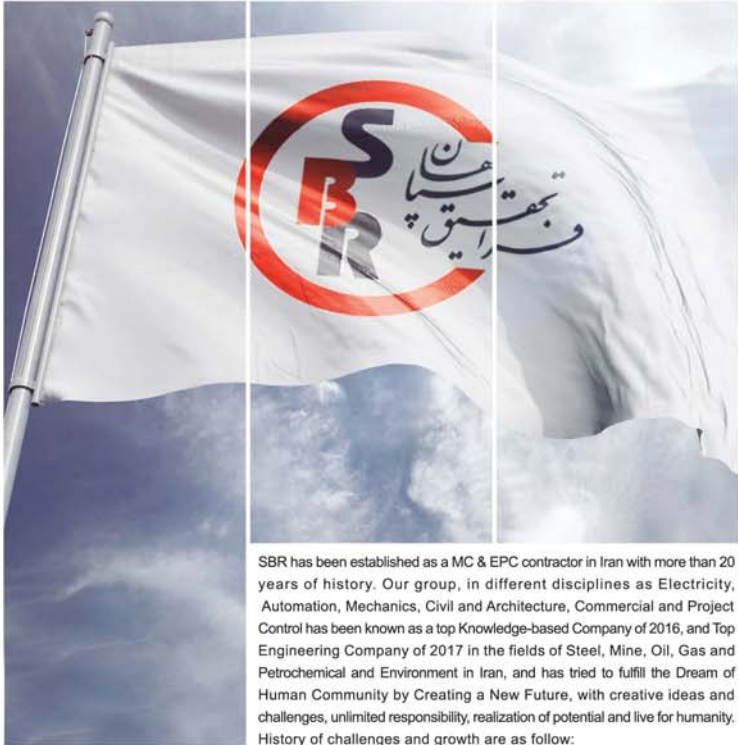 SBR
فرا تحقیق سپاهان
SBR has been established as a MC & EPC contractor in Iran with more than 20
years of history. Our group, in different disciplines as Electricity,
Automation, Mechanics, Civil and Architecture, Commercial and Project
Control has been known as a top Knowledge-based Company of 2016, and Top
Engineering Company of 2017 in the fields of Steel, Mine, Oil, Gas and
Petrochemical and Environment in Iran, and has tried to fulfill the Dream of
Human Community by Creating a New Future, with creative ideas and
challenges, unlimited responsibility, realization of potential and live for humanity.
History of challenges and growth are as follow: